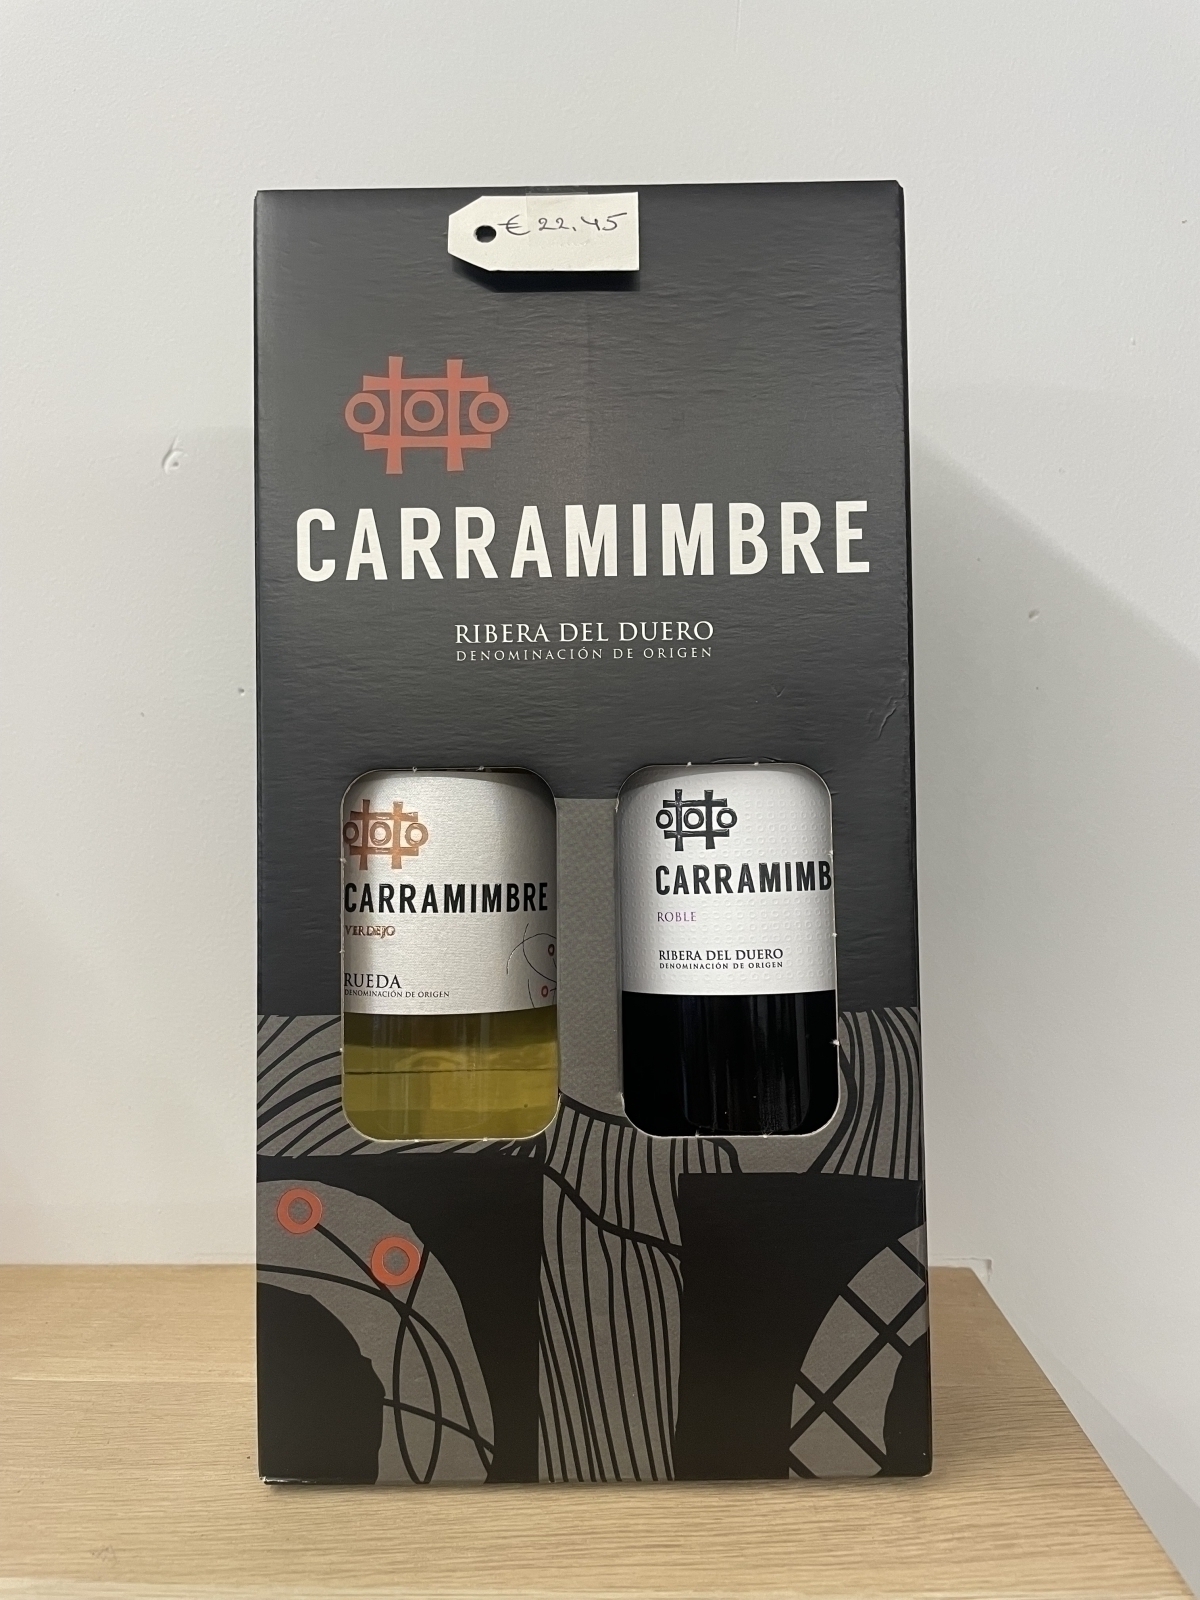 € 22.45
CARRAMIMBRE
RIBERA DEL DUERO
DENOMINACIÓN DE ORIGEN
CARRAMIMBRE
VERDEJO
RUEDA
DENOMINACIÓN DE ORIGEN
CARRAMIMB
ROBLE
RIBERA DEL DUERO
DENOMINACIÓN DE ORIGEN